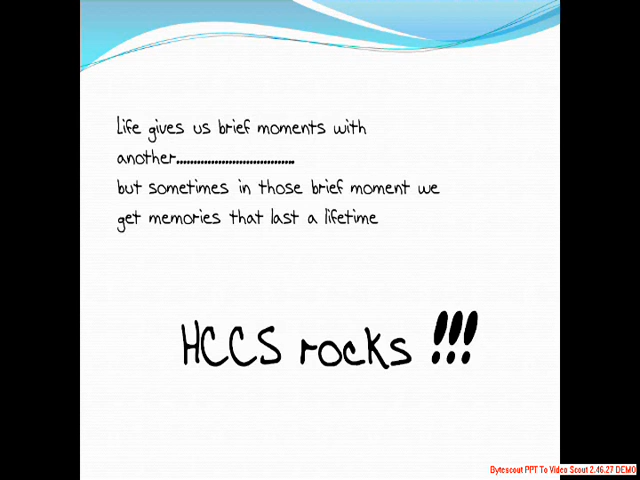 Life gives us brief moments with
another..................................
but sometimes in those brief moment we
get memories that last a lifetime
HCCS rocks !!!
Bytescout PPT To Video Scout 2.46.27 DEMO